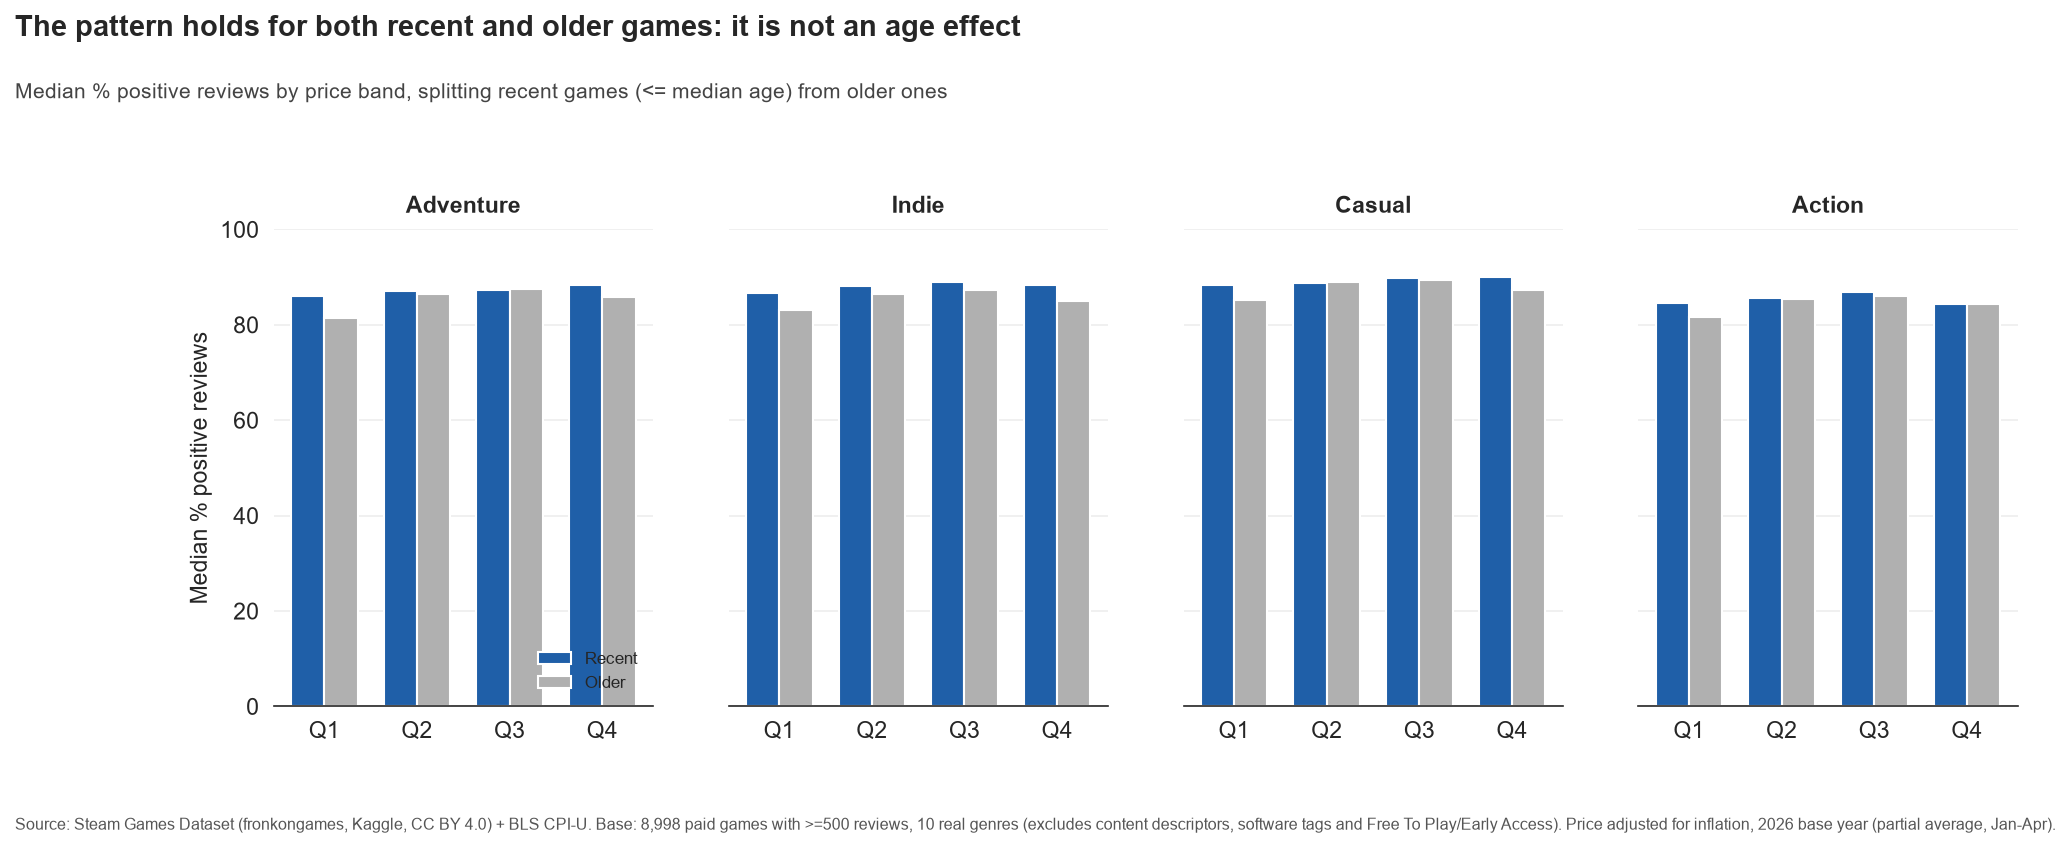 The pattern holds for both recent and older games: it is not an age effect
Median % positive reviews by price band, splitting recent games (<= median age) from older ones
Adventure
Indie
Casual
Action
Median % positive reviews
100
80
60
40
20
0
Recent
Older
Q1 Q2 Q3 Q4
Q1 Q2 Q3 Q4
Q1 Q2 Q3 Q4
Q1 Q2 Q3 Q4
Source: Steam Games Dataset (fronkongames, Kaggle, CC BY 4.0) + BLS CPI-U. Base: 8,998 paid games with >=500 reviews, 10 real genres (excludes content descriptors, software tags and Free To Play/Early Access). Price adjusted for inflation, 2026 base year (partial average, Jan-Apr).